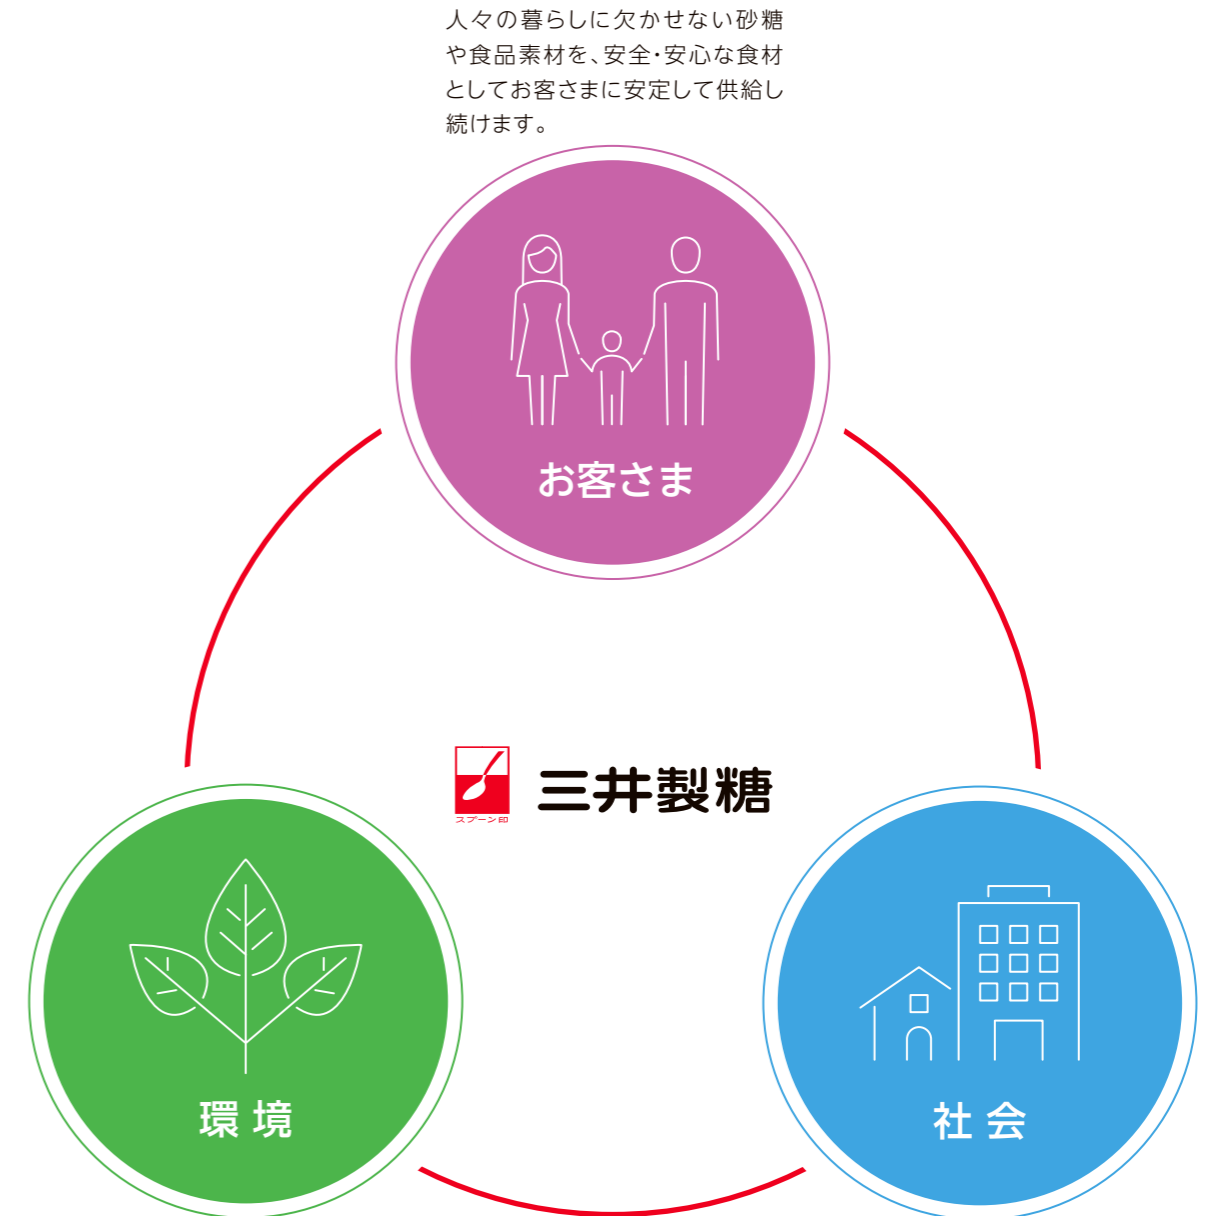 人々の暮らしに欠かせない砂糖
や食品素材を、安全・安心な食材
としてお客さまに安定して供給し
続けます。
お客さま
三井製糖
スプーン印
環境
社会